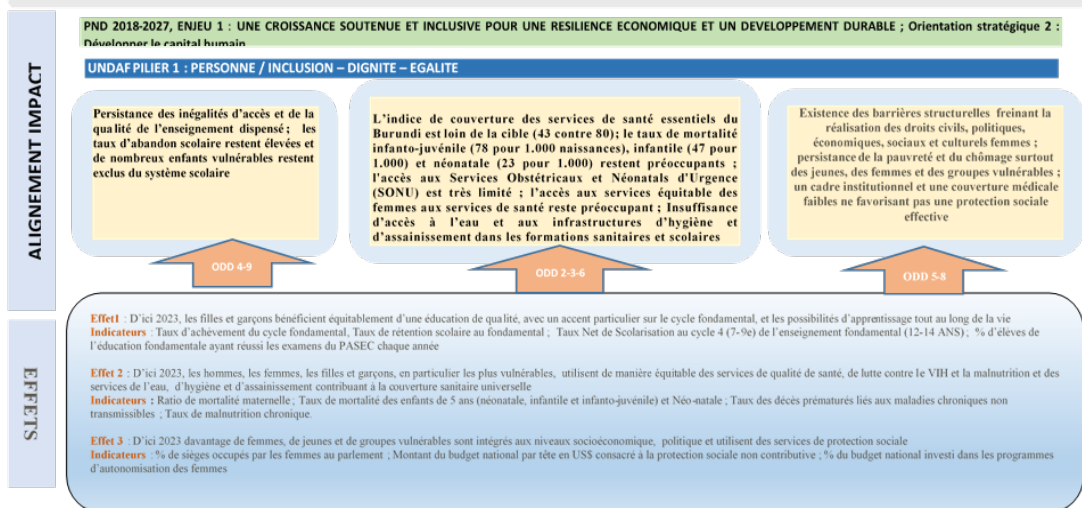 PND 2018-2027, ENJEU 1 : UNE CROISSANCE SOUTENUE ET INCLUSIVE POUR UNE RESILIENCE ECONOMIQUE ET UN DEVELOPPEMENT DURABLE ; Orientation stratégique 2 :
Développer le capital humain
UNDAF PILIER 1 : PERSONNE / INCLUSION – DIGNITE – EGALITE
ALIGNEMENT IMPACT
Persistance des inégalités d’accès et de la
qualité de l’enseignement dispensé ; les
taux d’abandon scolaire restent élevées et
de nombreux enfants vulnérables restent
exclus du système scolaire
L’indice de couverture des services de santé essentiels du
Burundi est loin de la cible (43 contre 80); le taux de mortalité
infanto-juvénile (78 pour 1.000 naissances), infantile (47 pour
1.000) et néonatale (23 pour 1.000) restent préoccupants ;
l’accès aux Services Obstétricaux et Néonatals d’Urgence
(SONU) est très limité ; l’accès aux services équitable des
femmes aux services de santé reste préoccupant ; Insuffisance
d’accès à l’eau et aux infrastructures d’hygiène et
d’assainissement dans les formations sanitaires et scolaires
Existence des barrières structurelles freinant la
réalisation des droits civils, politiques,
économiques, sociaux et culturels femmes ;
persistance de la pauvreté et du chômage surtout
des jeunes, des femmes et des groupes vulnérables ;
un cadre institutionnel et une couverture médicale
faibles ne favorisant pas une protection sociale
effective
ODD 4-9
ODD 2-3-6
ODD 5-8
EFFETS
Effet1 : D’ici 2023, les filles et garçons bénéficient équitablement d’une éducation de qualité, avec un accent particulier sur le cycle fondamental, et les possibilités d’apprentissage tout au long de la vie
Indicateurs : Taux d’achèvement du cycle fondamental, Taux de rétention scolaire au fondamental ; Taux Net de Scolarisation au cycle 4 (7-9e) de l’enseignement fondamental (12-14 ANS) ; % d’élèves de
l’éducation fondamentale ayant réussi les examens du PASEC chaque année
Effet 2 : D’ici 2023, les hommes, les femmes, les filles et garçons, en particulier les plus vulnérables, utilisent de manière équitable des services de qualité de santé, de lutte contre le VIH et la malnutrition et des
services de l’eau, d’hygiène et d’assainissement contribuant à la couverture sanitaire universelle
Indicateurs : Ratio de mortalité maternelle ; Taux de mortalité des enfants de 5 ans (néonatale, infantile et infanto-juvénile) et Néo-natale ; Taux des décès prématurés liés aux maladies chroniques non
transmissibles ; Taux de malnutrition chronique.
Effet 3 : D’ici 2023 davantage de femmes, de jeunes et de groupes vulnérables sont intégrés aux niveaux socioéconomique, politique et utilisent des services de protection sociale
Indicateurs : % de sièges occupés par les femmes au parlement ; Montant du budget national par tête en US$ consacré à la protection sociale non contributive ; % du budget national investi dans les programmes
d’autonomisation des femmes